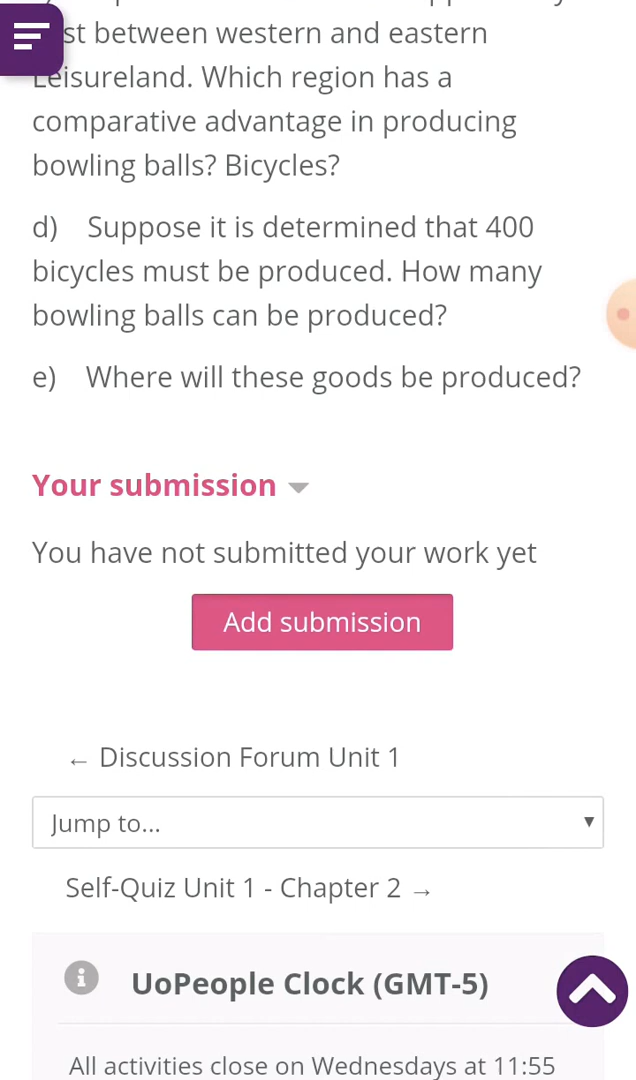 st between western and eastern
Leisureland. Which region has a
comparative advantage in producing
bowling balls? Bicycles?
d) Suppose it is determined that 400
bicycles must be produced. How many
bowling balls can be produced?
e) Where will these goods be produced?
Your submission
You have not submitted your work yet
Add submission
← Discussion Forum Unit 1
Jump to...
Self-Quiz Unit 1 - Chapter 2 →
UoPeople Clock (GMT-5)
All activities close on Wednesdays at 11:55